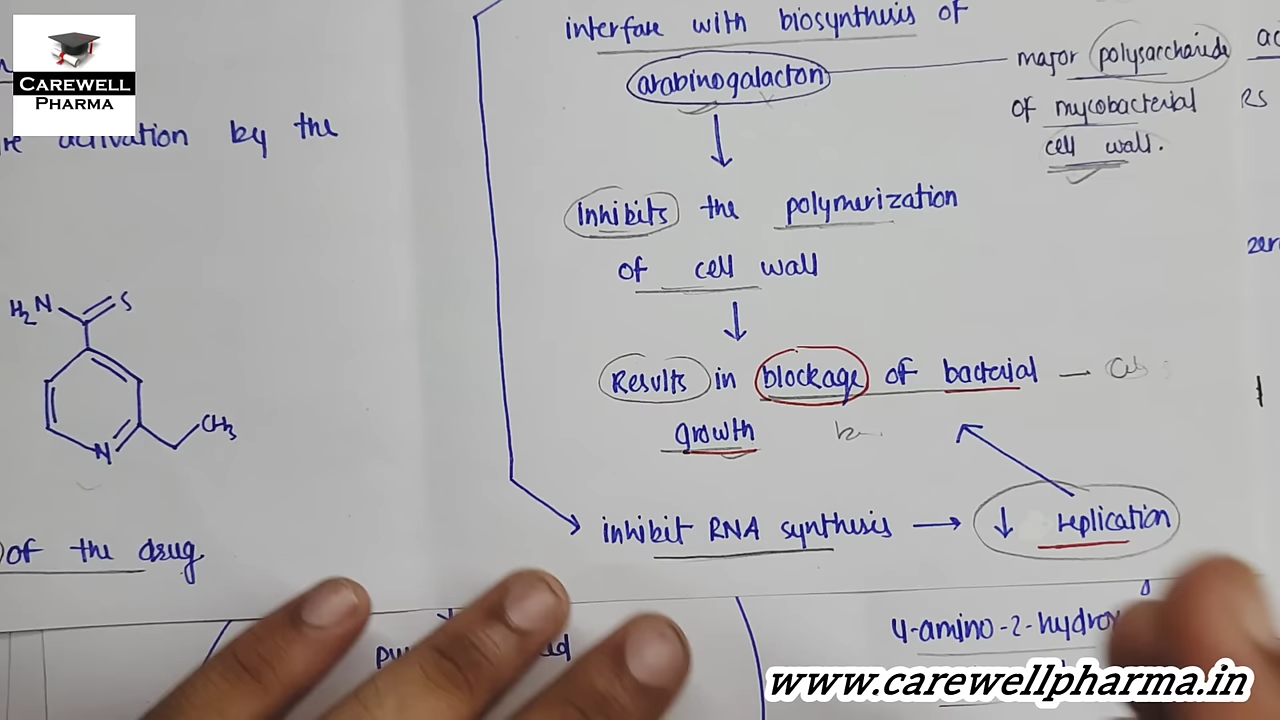 CAREWELL
PHARMA
activation by the
H2N
S
N
CH3
of the drug
interfare with biosynthesis of
arabinogalacton
major polysaccharide
of mycobacterial
cell wall.
RS
Inhibits the polymerization
of cell wall
Results in blockage of bacterial
growth
inhibit RNA synthesis → ↓ replication
4-amino-2-hydrox
www.carewellpharma.in